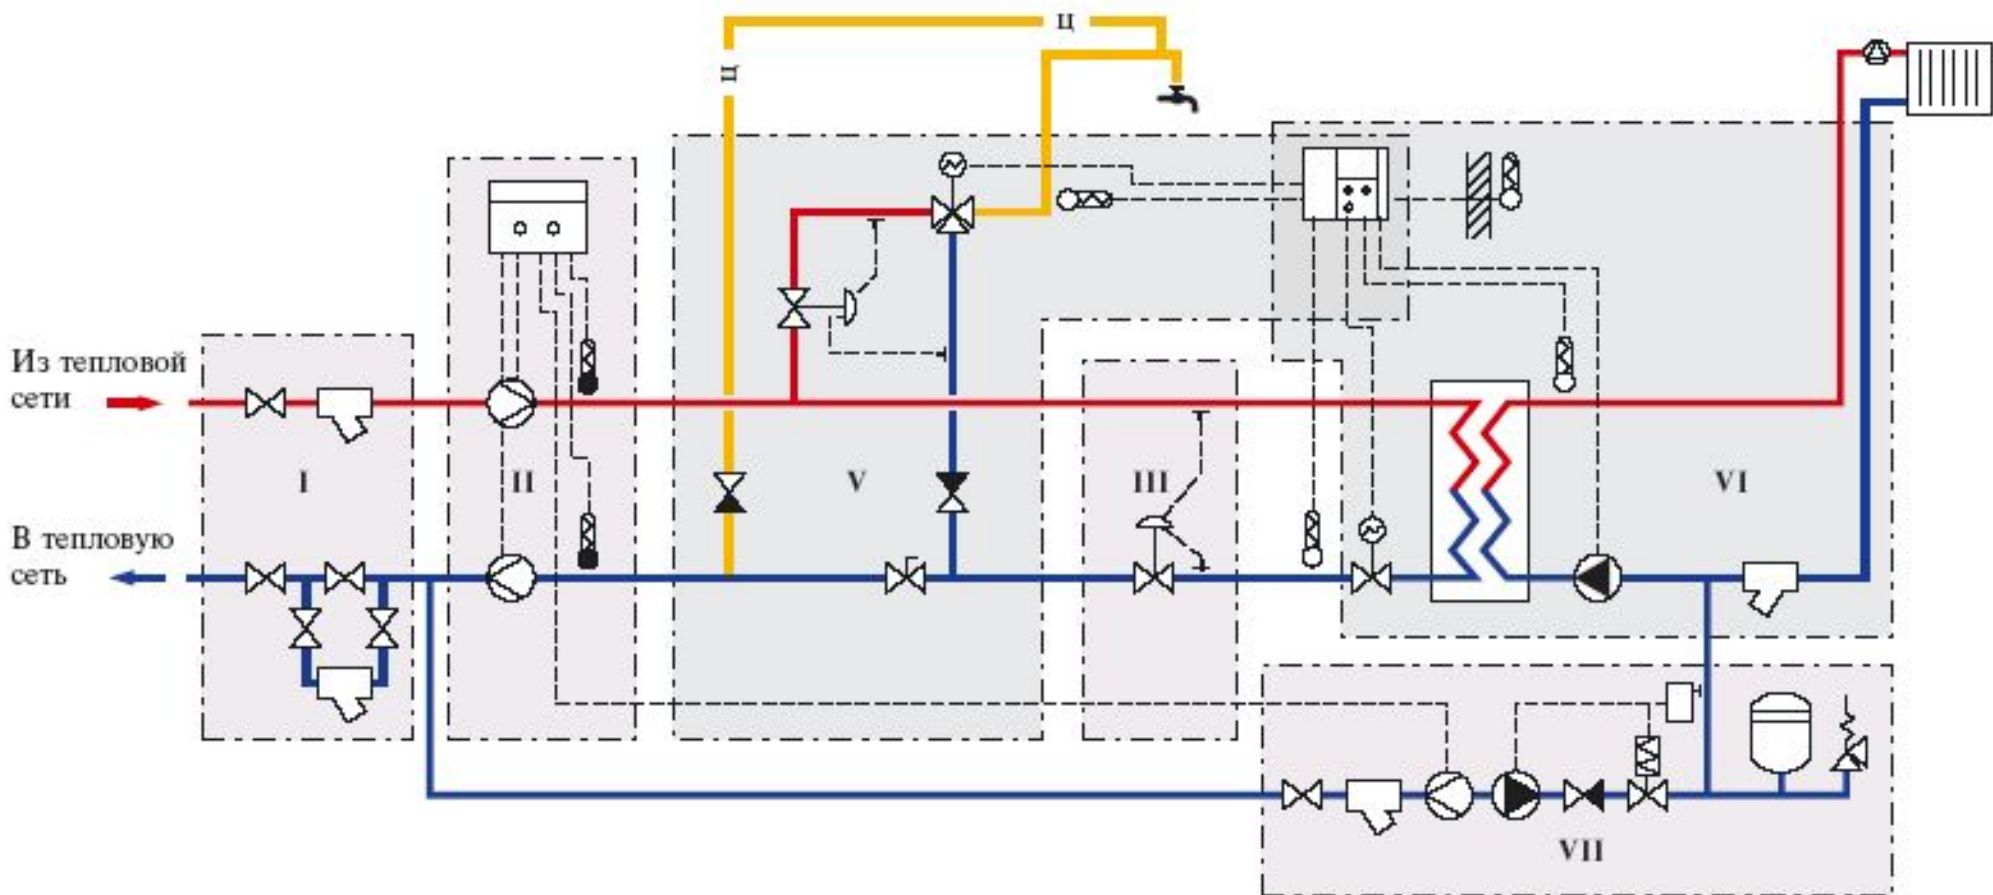 Ц
Ц
Из тепловой
сети
I
II
V
III
VI
В тепловую
сеть
VII